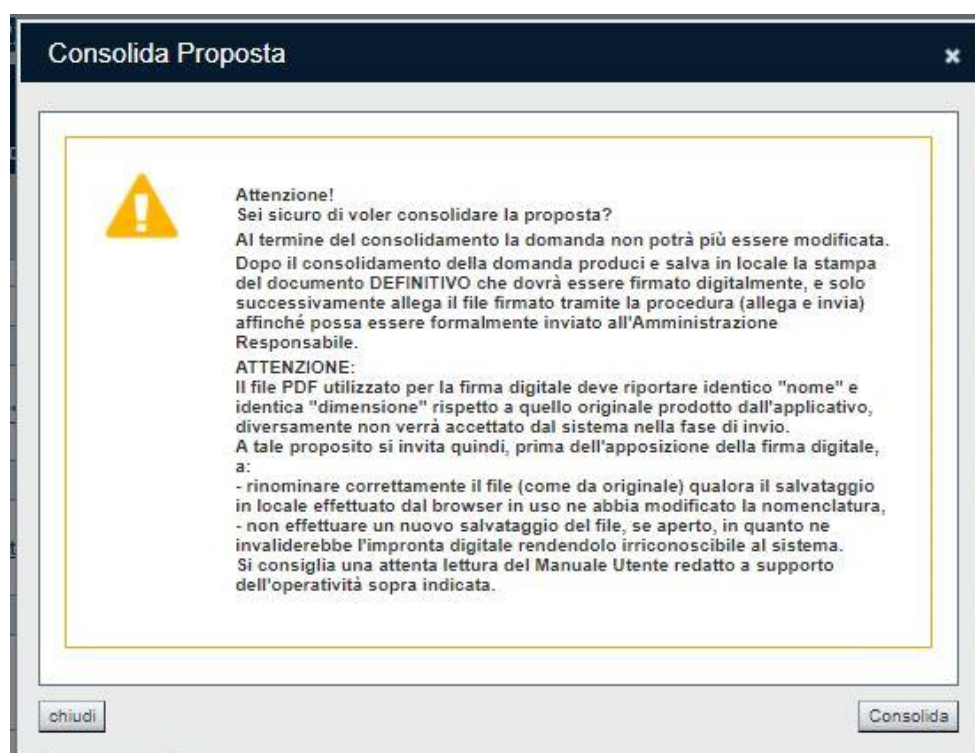 Consolida Proposta
Attenzione!
Sei sicuro di voler consolidare la proposta?
Al termine del consolidamento la domanda non potrà più essere modificata.
Dopo il consolidamento della domanda produci e salva in locale la stampa
del documento DEFINITIVO che dovrà essere firmato digitalmente, e solo
successivamente allega il file firmato tramite la procedura (allega e invia)
affinché possa essere formalmente inviato all'Amministrazione
Responsabile.
ATTENZIONE:
Il file PDF utilizzato per la firma digitale deve riportare identico "nome" e
identica "dimensione" rispetto a quello originale prodotto dall'applicativo,
diversamente non verrà accettato dal sistema nella fase di invio.
A tale proposito si invita quindi, prima dell'apposizione della firma digitale,
a:
- rinominare correttamente il file (come da originale) qualora il salvataggio
in locale effettuato dal browser in uso ne abbia modificato la nomenclatura,
- non effettuare un nuovo salvataggio del file, se aperto, in quanto ne
invaliderebbe l'impronta digitale rendendolo irriconoscibile al sistema.
Si consiglia una attenta lettura del Manuale Utente redatto a supporto
dell'operatività sopra indicata.
chiudi
Consolida